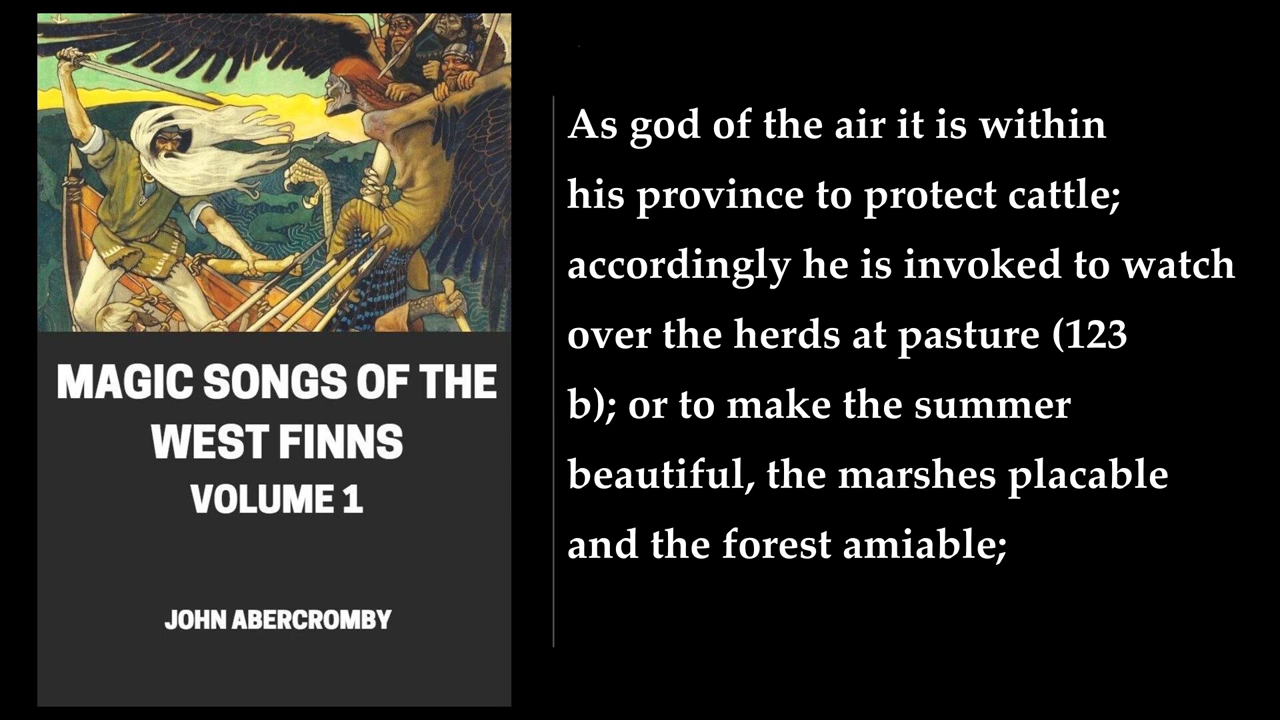 MAGIC SONGS OF THE
WEST FINNS
VOLUME 1
JOHN ABERCROMBY
As god of the air it is within
his province to protect cattle;
accordingly he is invoked to watch
over the herds at pasture (123
b); or to make the summer
beautiful, the marshes placable
and the forest amiable;